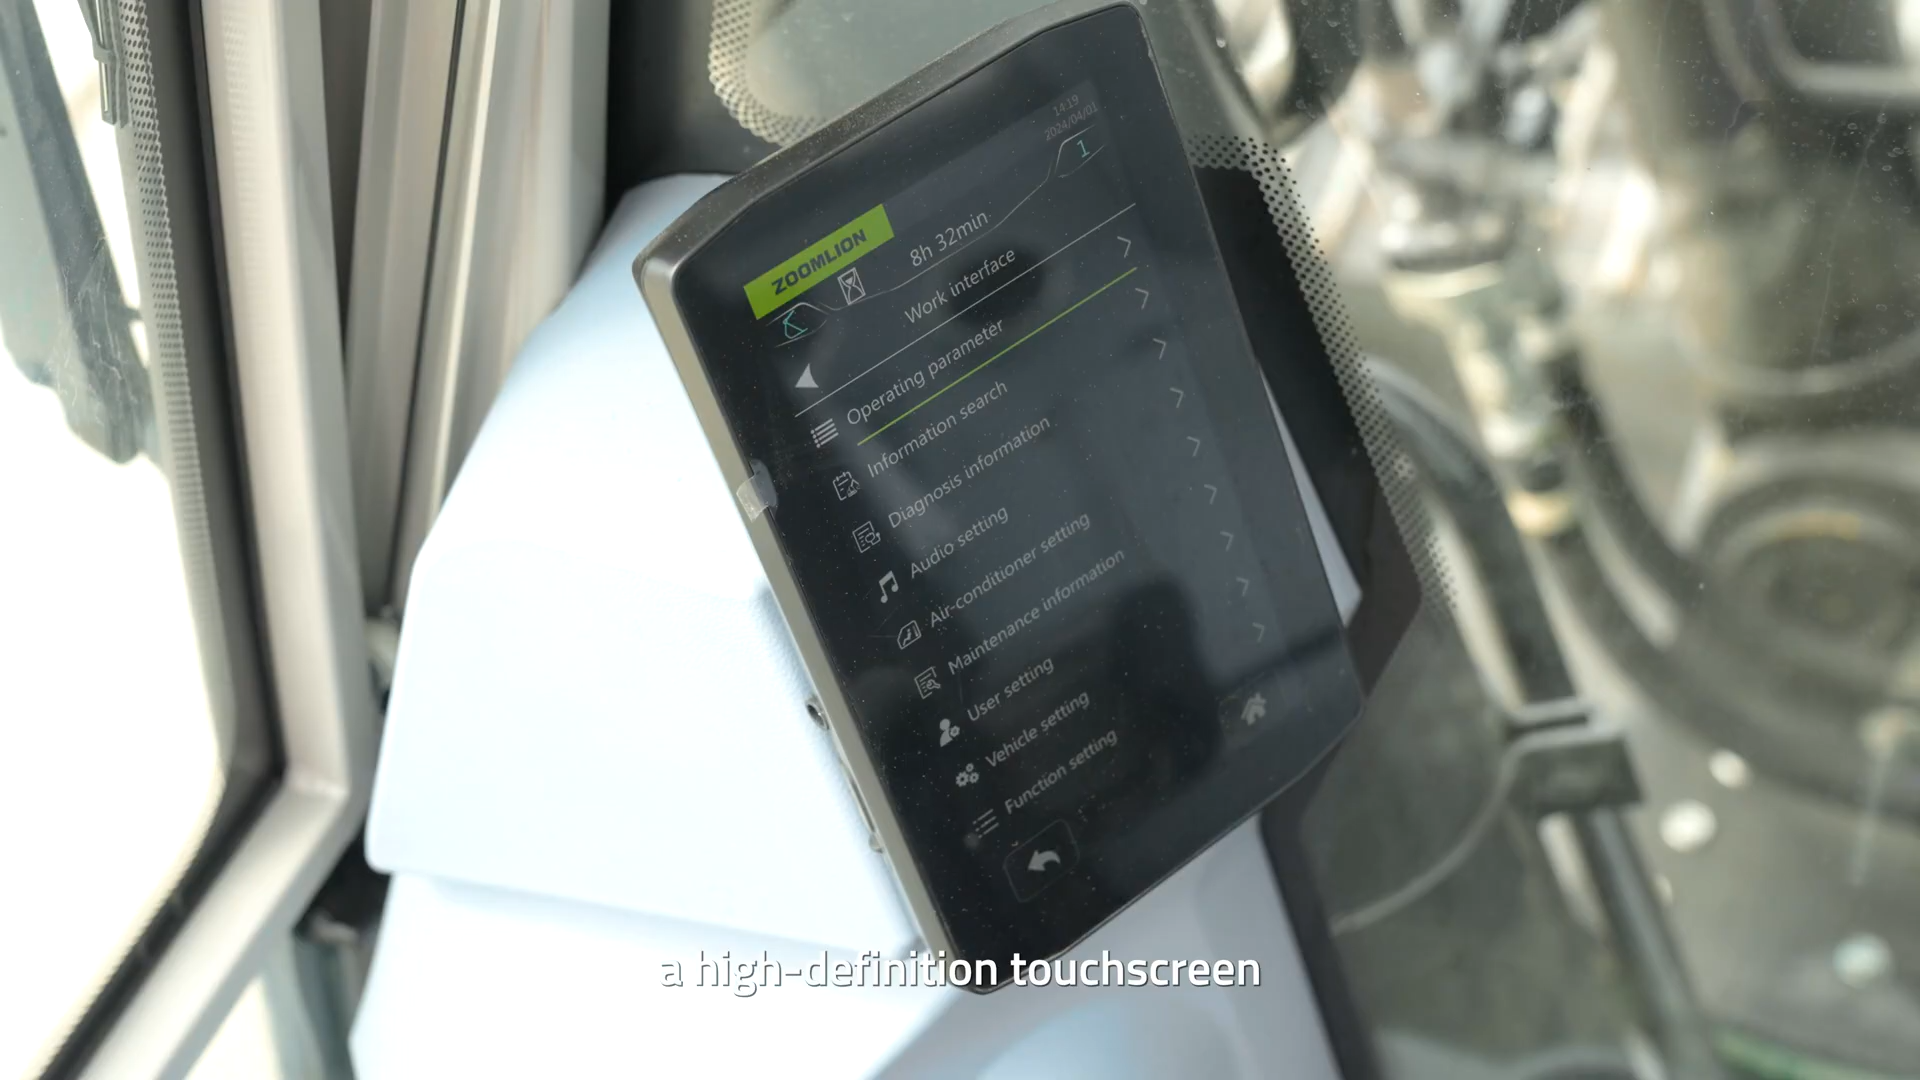 14:19
2024/04/01
ZOOMLION
8h 32min
1
Work interface
Operating parameter
Information search
Diagnosis information
Audio setting
Air-conditioner setting
Maintenance information
User setting
Vehicle setting
Function setting
a high-definition touchscreen